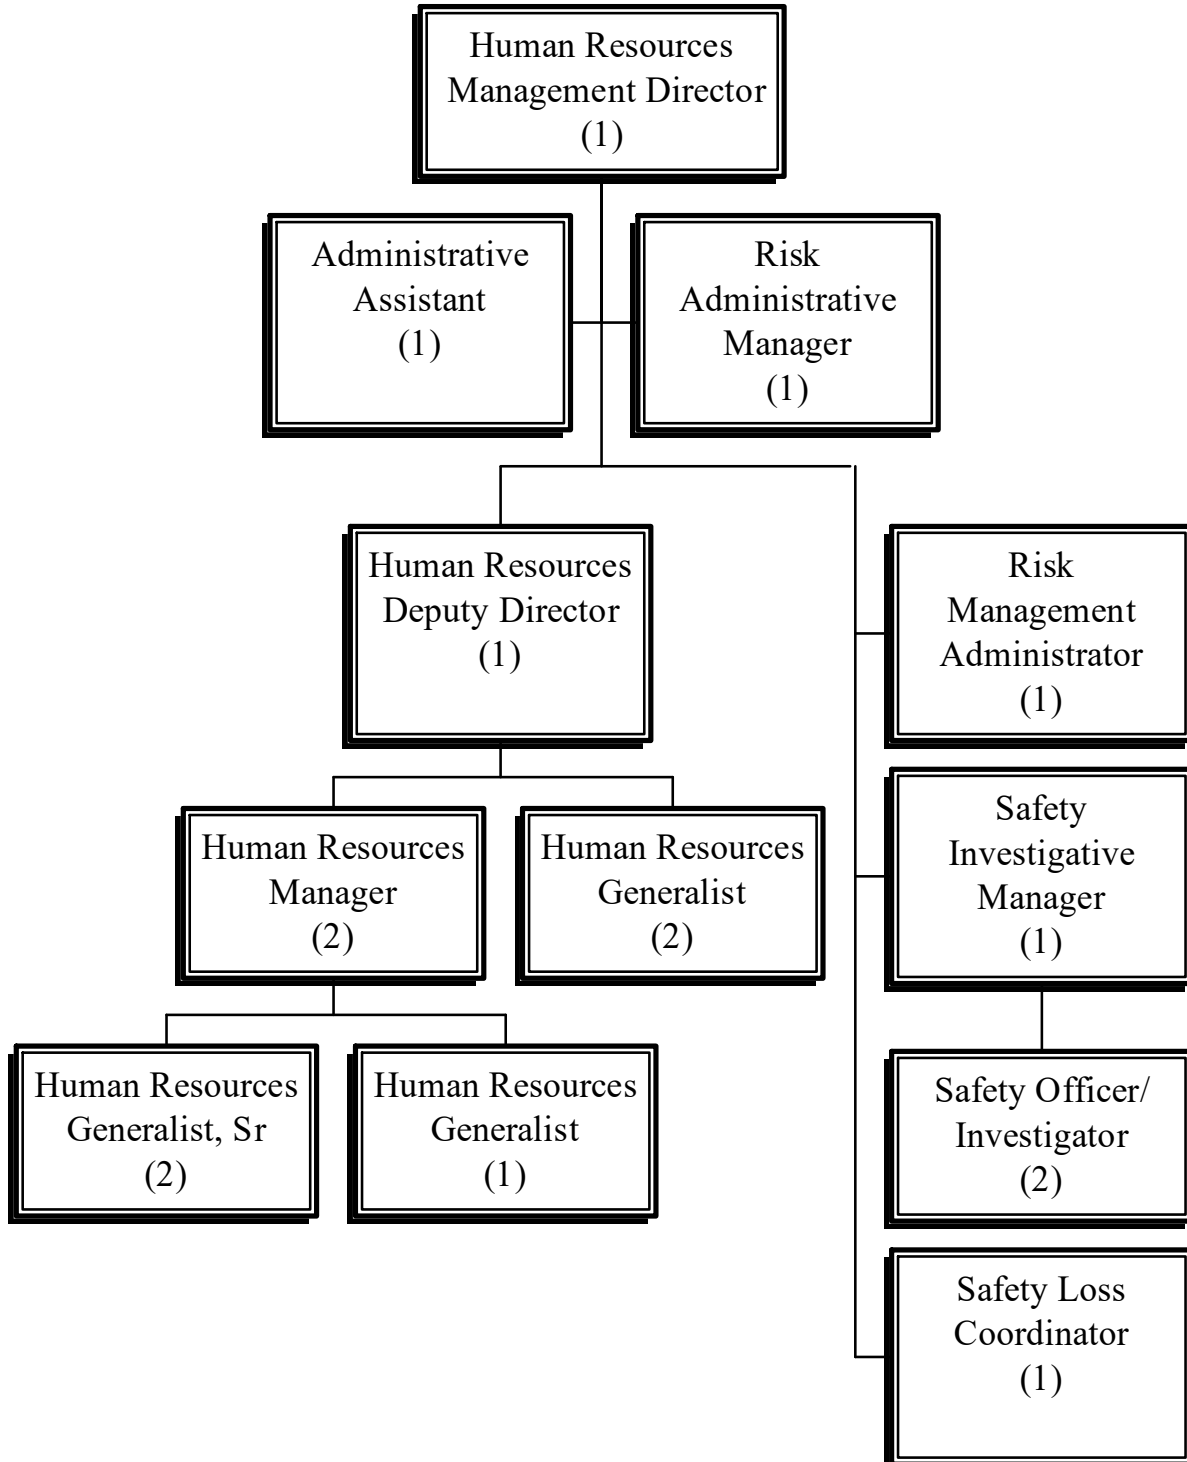 Human Resources
Management Director
(1)
Administrative
Assistant
(1)
Risk
Administrative
Manager
(1)
Human Resources
Deputy Director
(1)
Risk
Management
Administrator
(1)
Human Resources
Manager
(2)
Human Resources
Generalist
(2)
Safety
Investigative
Manager
(1)
Human Resources
Generalist, Sr
(2)
Human Resources
Generalist
(1)
Safety Officer/
Investigator
(2)
Safety Loss
Coordinator
(1)